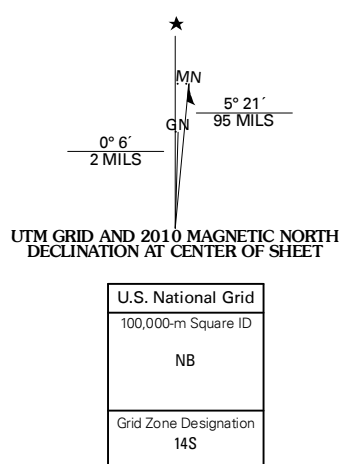 MN
5° 21´
95 MILS
GN
0° 6´
2 MILS
UTM GRID AND 2010 MAGNETIC NORTH
DECLINATION AT CENTER OF SHEET
U.S. National Grid
100,000-m Square ID
NB
Grid Zone Designation
14S